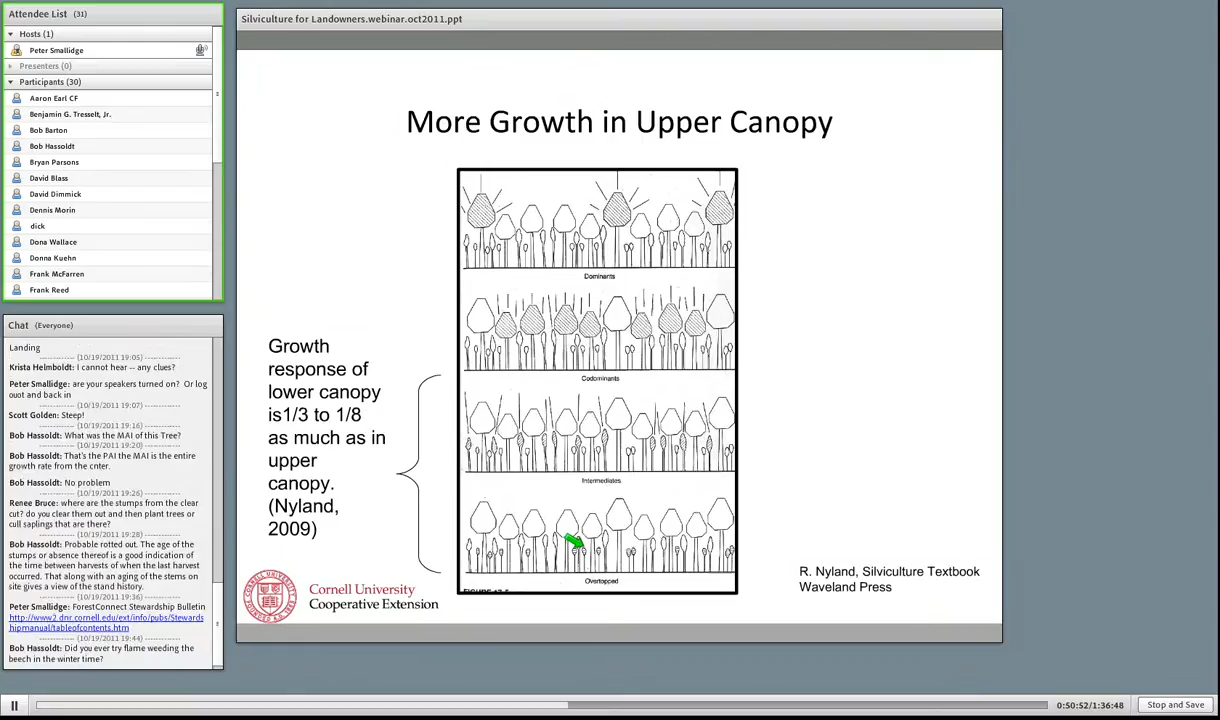 Attendee List (31)
Hosts (1)
Peter Smallidge
Presenters (0)
Participants (30)
Aaron Earl CF
Benjamin G. Tresselt, Jr.
Bob Barton
Bob Hassoldt
Bryan Parsons
David Blass
David Dimmick
Dennis Morin
dick
Dona Wallace
Donna Kuehn
Frank McFarren
Frank Reed
Chat (Everyone)
Landing
(10/19/2011 19:05)
Krista Helmboldt: I cannot hear -- any clues?
Peter Smallidge: are your speakers turned on? Or log
ouot and back in
(10/19/2011 19:07)
Scott Golden: Steep!
(10/19/2011 19:16)
Bob Hassoldt: What was the MAI of this Tree?
(10/19/2011 19:20)
Bob Hassoldt: That's the PAI the MAI is the entire
growth rate from the cnter.
Bob Hassoldt: No problem
(10/19/2011 19:26)
Renee Bruce: where are the stumps from the clear
cut? do you clear them out and then plant trees or
cull saplings that are there?
(10/19/2011 19:28)
Bob Hassoldt: Probable rotted out. The age of the
stumps or absence thereof is a good indication of
the time between harvests of when the last harvest
occurred. That along with an aging of the stems on
site gives a view of the stand history.
(10/19/2011 19:36)
Peter Smallidge: ForestConnect Stewardship Bulletin
http://www2.dnr.cornell.edu/ext/info/pubs/Stewards
hipmanual/tableofcontents.htm
(10/19/2011 19:44)
Bob Hassoldt: Did you ever try flame weeding the
beech in the winter time?
Silviculture for Landowners.webinar.oct2011.ppt
More Growth in Upper Canopy
Dominants
Codominants
Intermediates
Overtopped
Growth
response of
lower canopy
is1/3 to 1/8
as much as in
upper
canopy.
(Nyland,
2009)
Cornell University
Cooperative Extension
R. Nyland, Silviculture Textbook
Waveland Press
0:50:52/1:36:48
Stop and Save